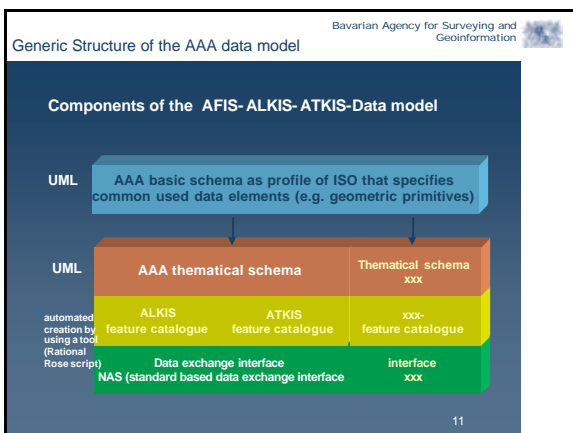 Bavarian Agency for Surveying and
Geoinformation
Generic Structure of the AAA data model
Components of the AFIS- ALKIS- ATKIS-Data model
UML
AAA basic schema as profile of ISO that specifies
common used data elements (e.g. geometric primitives)
UML
AAA thematical schema
Thematical schema
xxx
automated
creation by
using a tool
(Rational
Rose script)
ALKIS
feature catalogue
ATKIS
feature catalogue
xxx-
feature catalogue
Data exchange interface
NAS (standard based data exchange interface
interface
xxx
11